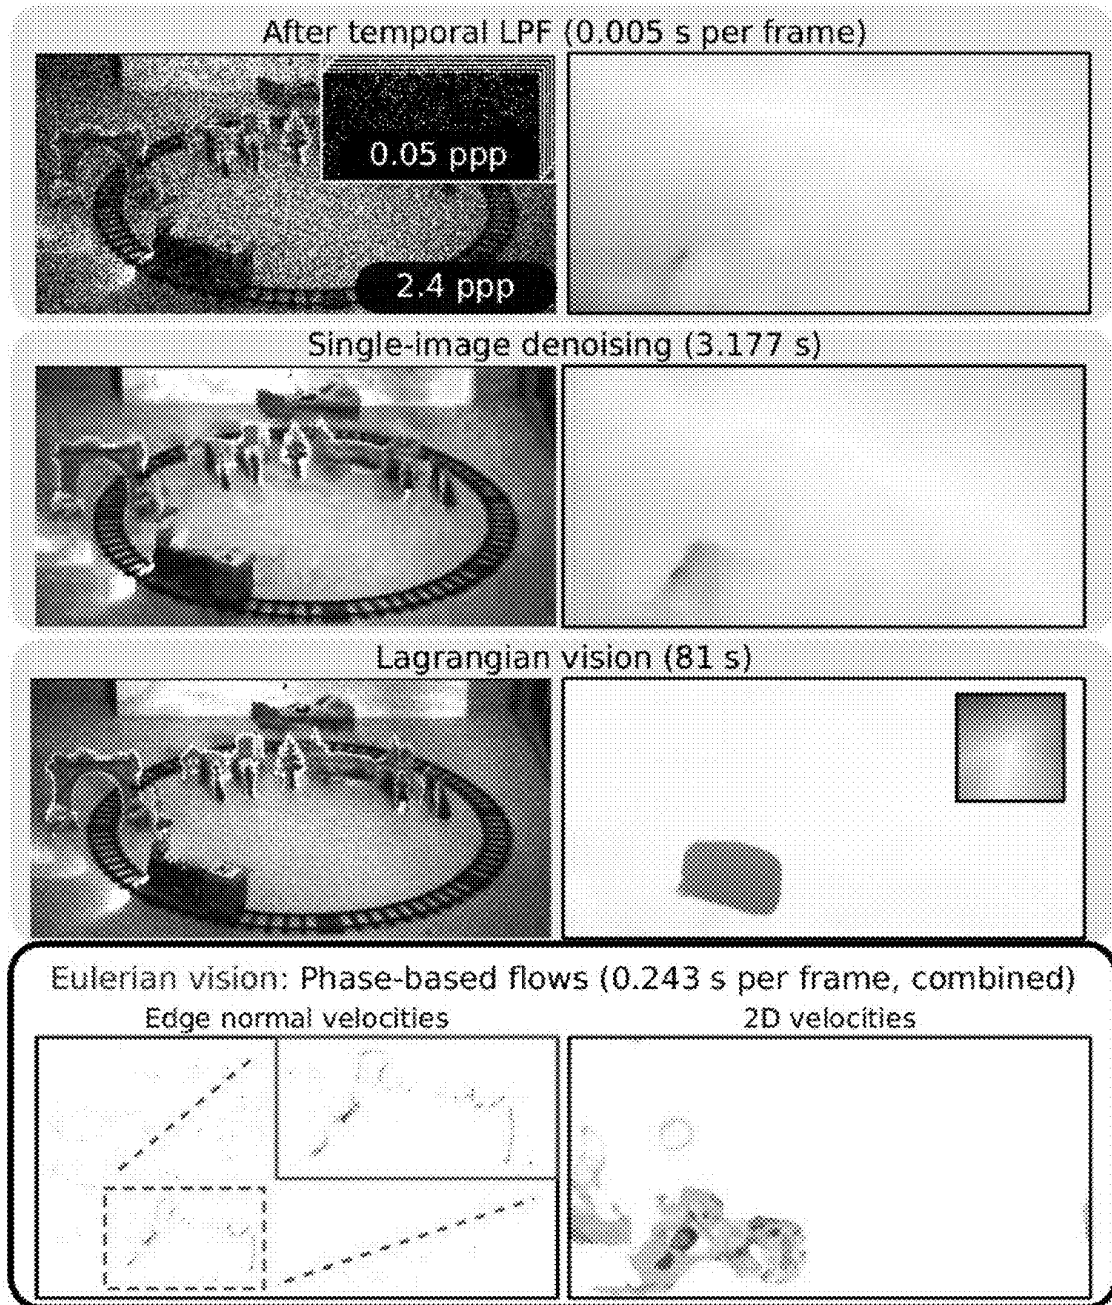 After temporal LPF (0.005 s per frame)
0.05 ppp
2.4 ppp
Single-image denoising (3.177 s)
Lagrangian vision (81 s)
Eulerian vision: Phase-based flows (0.243 s per frame, combined)
Edge normal velocities
2D velocities